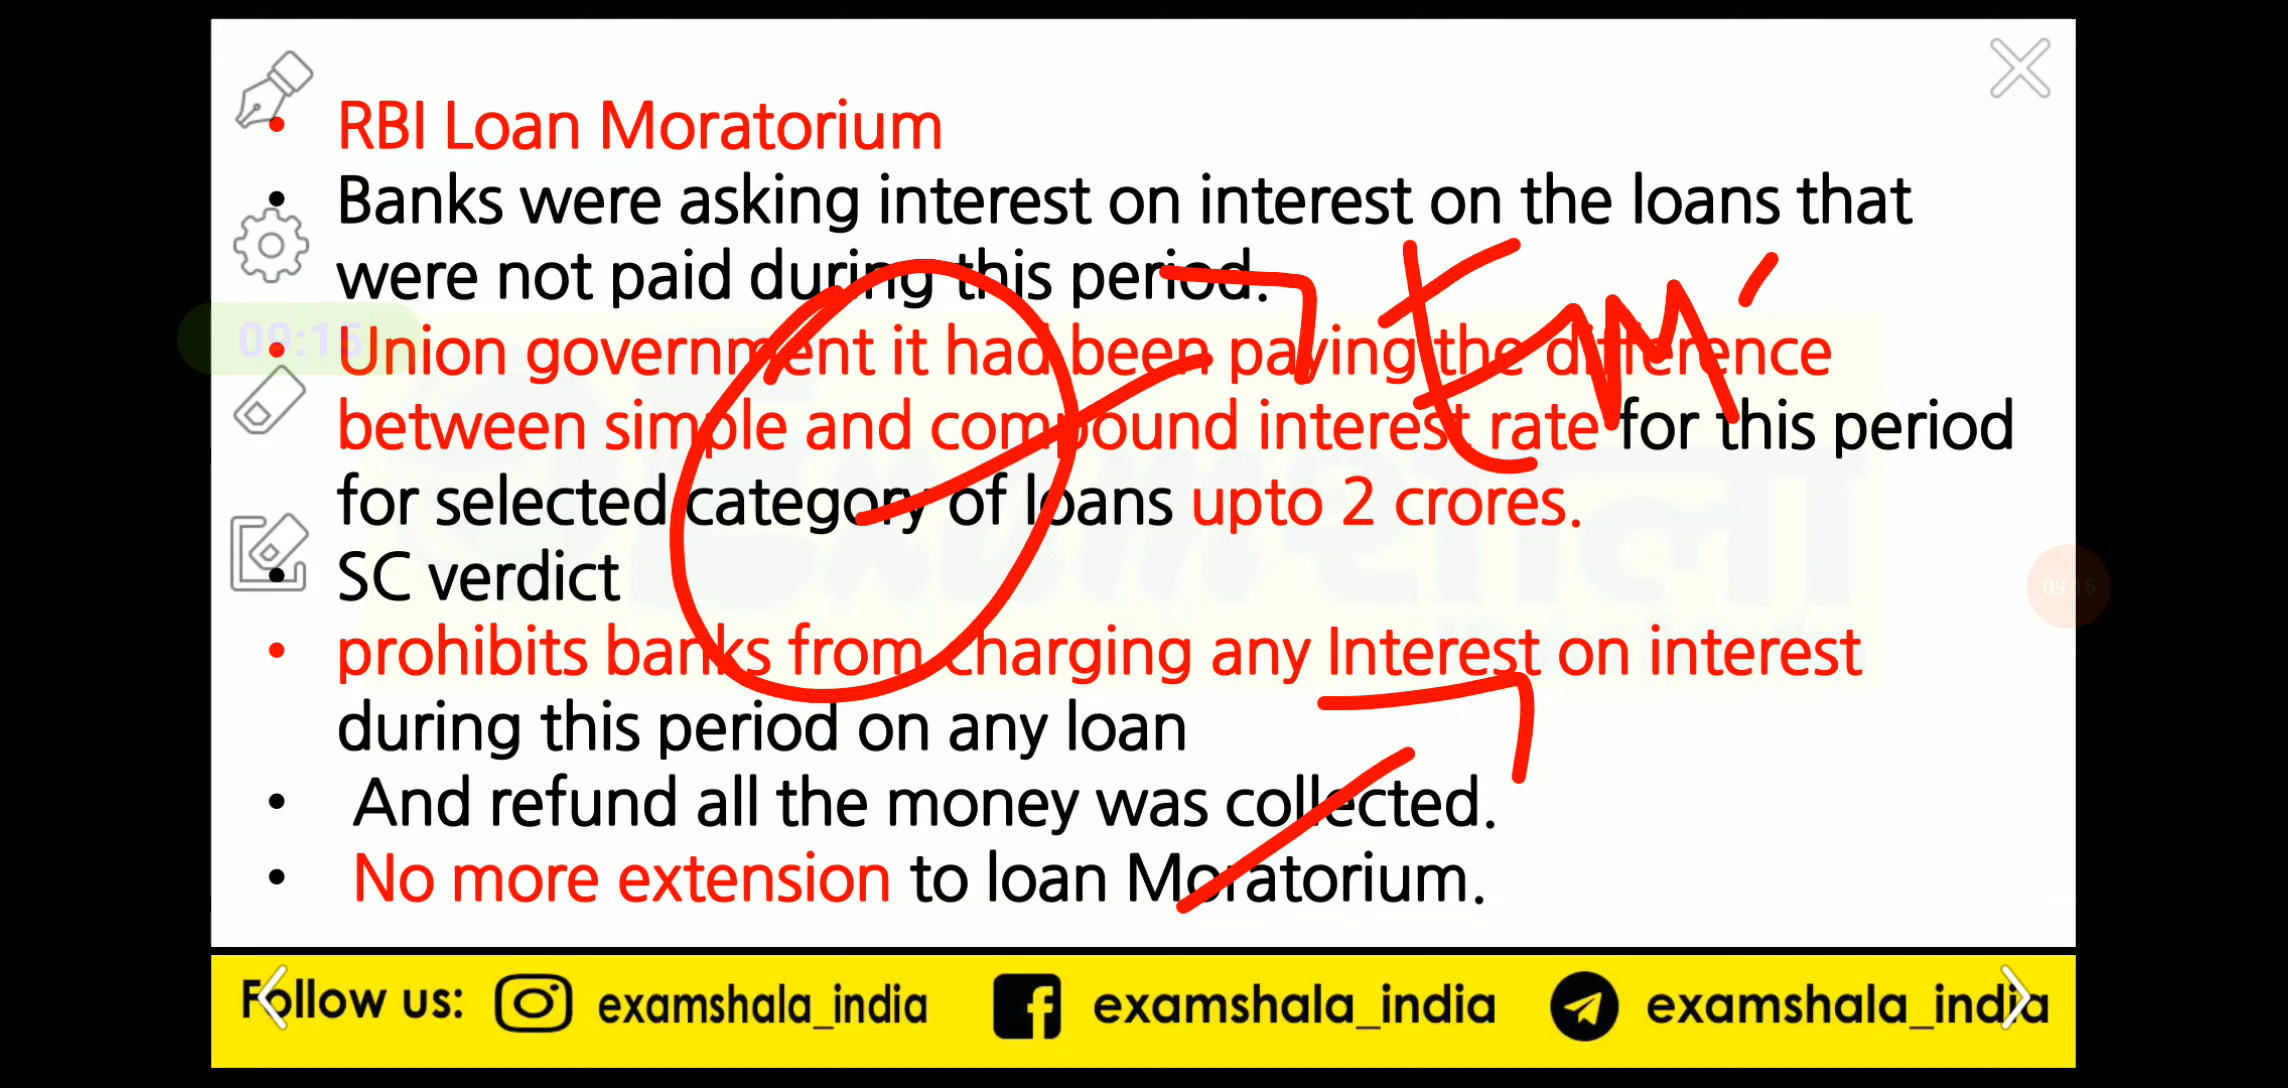 RBI Loan Moratorium
Banks were asking interest on interest on the loans that
were not paid during this period.
Union government it had been paying the difference
between simple and compound interest rate for this period
for selected category of loans upto 2 crores.
SC verdict
prohibits banks from charging any Interest on interest
during this period on any loan
And refund all the money was collected.
No more extension to loan Moratorium.
EMI
09:15
09:15
Follow us: examshala_india examshala_india examshala_india